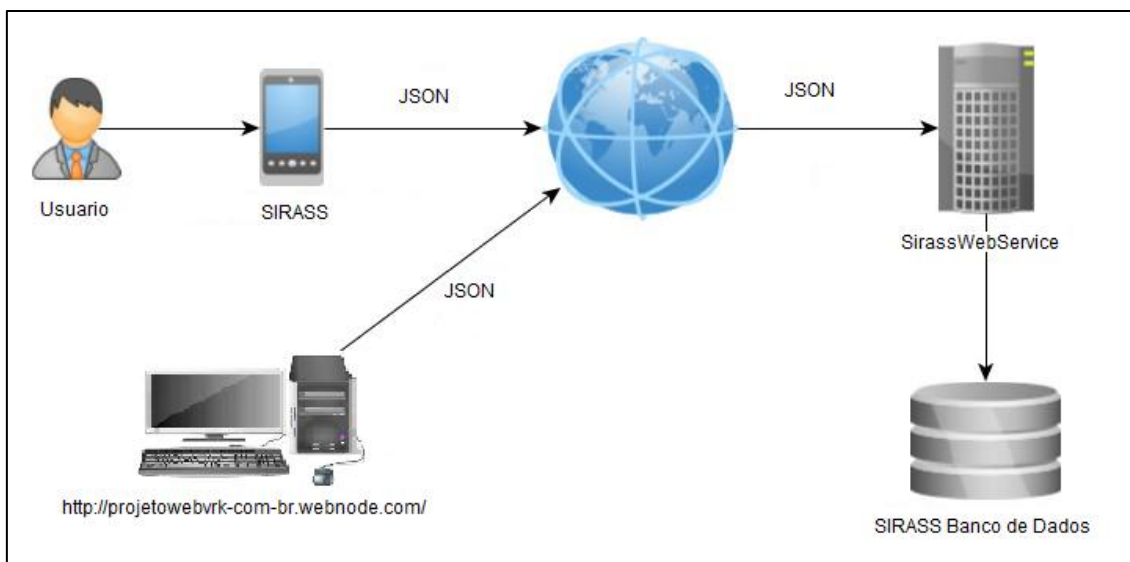 JSON
JSON
Usuario
SIRASS
SirassWebService
JSON
http://projetowebvrk-com-br.webnode.com/
SIRASS Banco de Dados